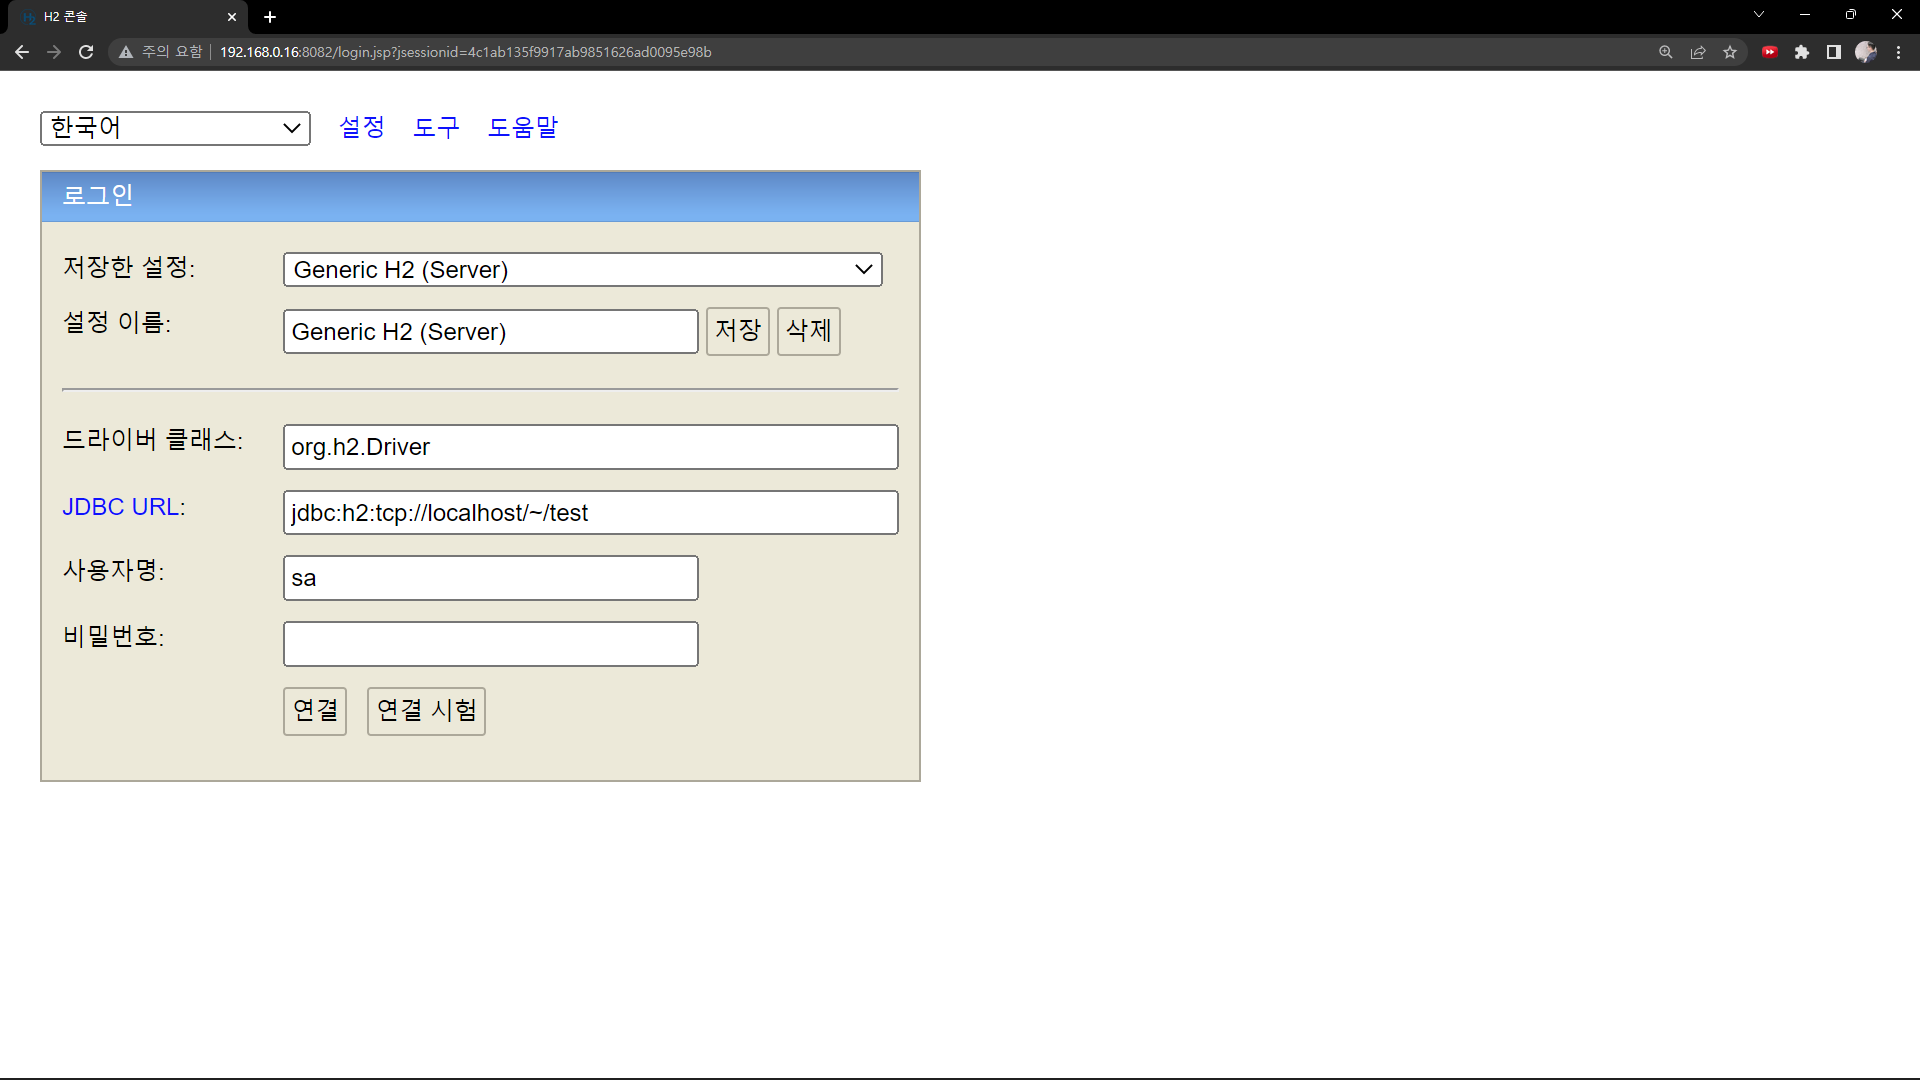 H2 콘솔
주의 요함 192.168.0.16:8082/login.jsp?jsessionid=4c1ab135f9917ab9851626ad0095e98b
한국어 설정 도구 도움말
로그인
저장한 설정: Generic H2 (Server)
설정 이름: Generic H2 (Server) 저장 삭제
드라이버 클래스: org.h2.Driver
JDBC URL: jdbc:h2:tcp://localhost/~/test
사용자명: sa
비밀번호:
연결 연결 시험